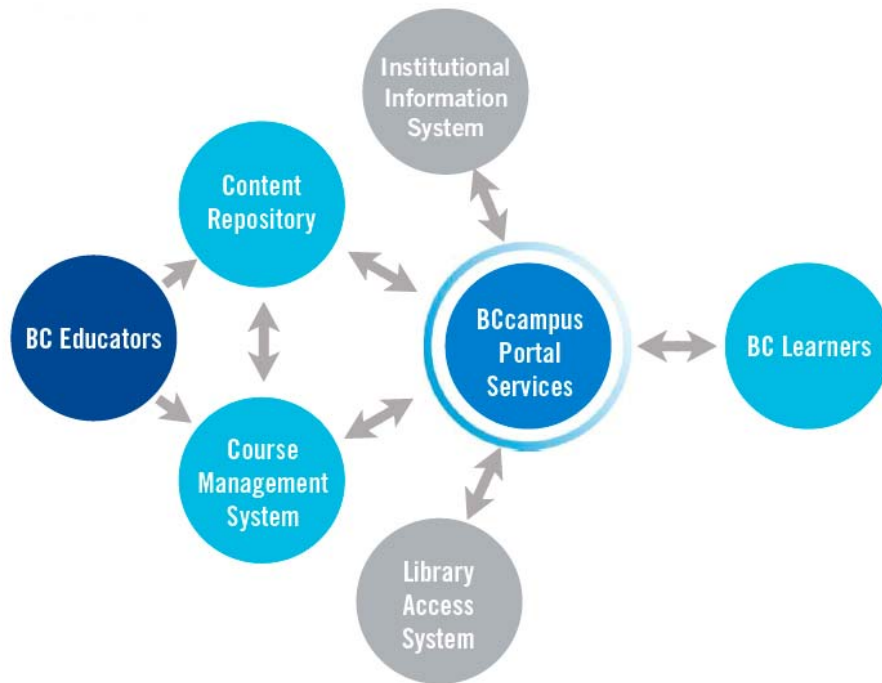 Institutional
Information
System
Content
Repository
BC Educators
BCcampus
Portal
Services
BC Learners
Course
Management
System
Library
Access
System